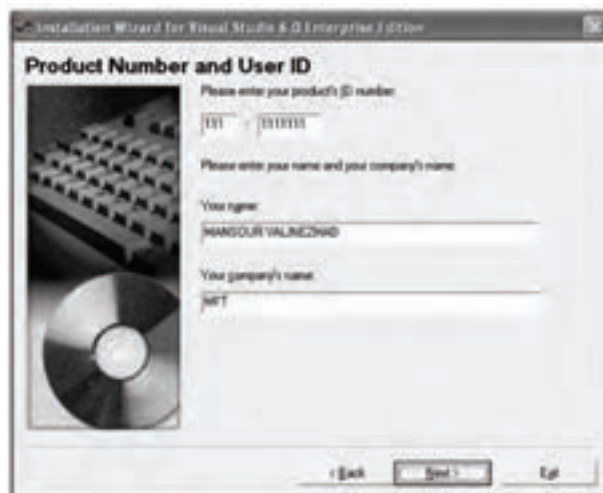 Installation Wizard for Visual Studio 6.0 Enterprise Edition
Product Number and User ID
Please enter your product's ID number:
111 - 1111111
Please enter your name and your company's name
Your name:
MANSOUR VALINEZHAD
Your company's name:
MFT
< Back Next > Exit